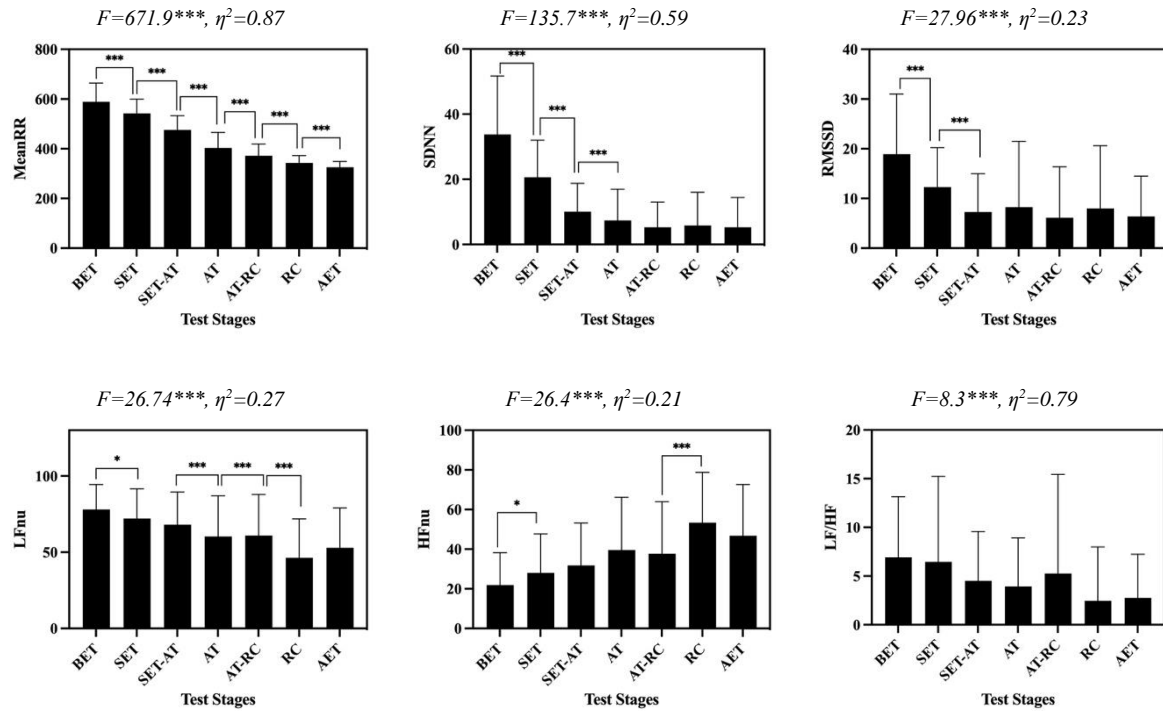 F=671.9***, η²=0.87
F=135.7***, η²=0.59
F=27.96***, η²=0.23
MeanRR
800
600
400
200
0
***
***
***
***
***
***
BET
SET
SET-AT
AT
AT-RC
RC
AET
Test Stages
SDNN
60
40
20
0
***
***
***
BET
SET
SET-AT
AT
AT-RC
RC
AET
Test Stages
RMSSD
40
30
20
10
0
***
***
BET
SET
SET-AT
AT
AT-RC
RC
AET
Test Stages
F=26.74***, η²=0.27
F=26.4***, η²=0.21
F=8.3***, η²=0.79
LFnu
100
50
0
*
***
***
***
BET
SET
SET-AT
AT
AT-RC
RC
AET
Test Stages
HFnu
100
80
60
40
20
0
*
***
BET
SET
SET-AT
AT
AT-RC
RC
AET
Test Stages
LF/HF
20
15
10
5
0
BET
SET
SET-AT
AT
AT-RC
RC
AET
Test Stages